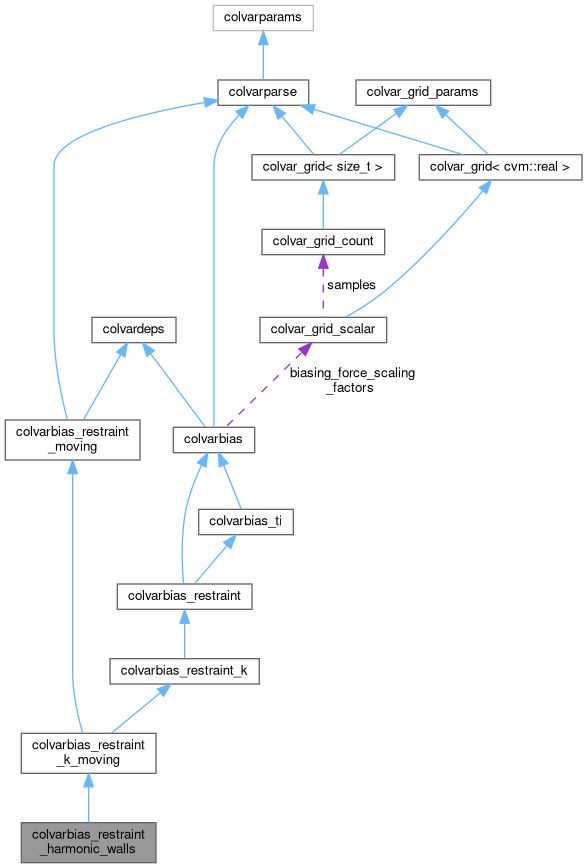 colvarparams
colvarparse
colvar_grid_params
colvar_grid< size_t >
colvar_grid< cvm::real >
colvar_grid_count
samples
colvardeps
colvar_grid_scalar
biasing_force_scaling
_factors
colvarbias_restraint
_moving
colvarbias
colvarbias_ti
colvarbias_restraint
colvarbias_restraint_k
colvarbias_restraint
_k_moving
colvarbias_restraint
_harmonic_walls